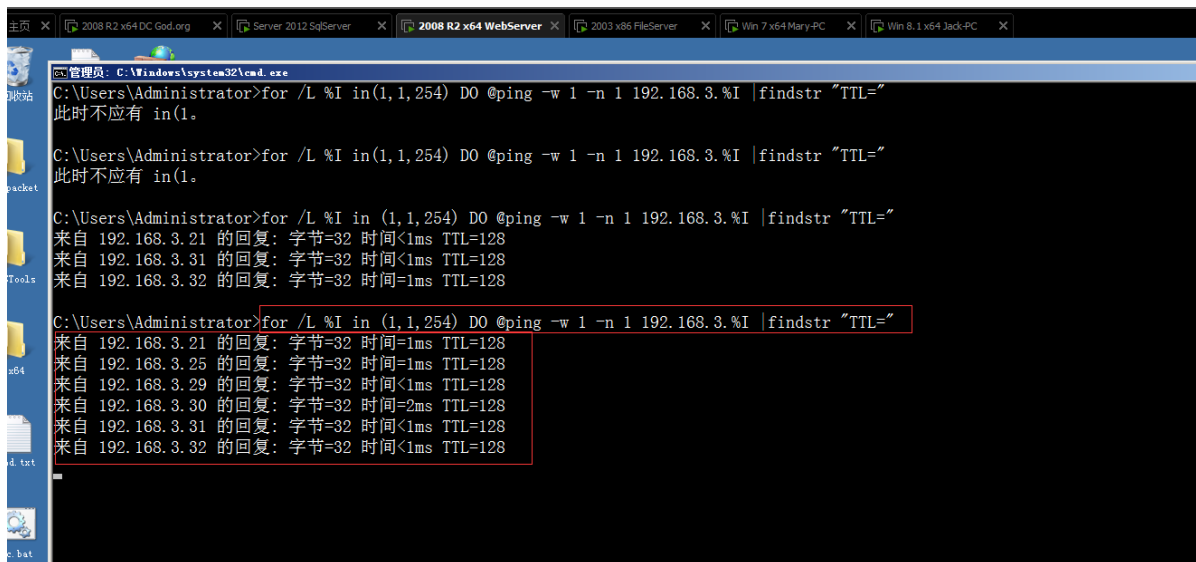 主页
2008 R2 x64 DC God.org
Server 2012 SqlServer
2008 R2 x64 WebServer
2003 x86 FileServer
Win 7 x64 Mary-PC
Win 8.1 x64 Jack-PC
管理员: C:\Windows\system32\cmd.exe
C:\Users\Administrator>for /L %I in(1,1,254) DO @ping -w 1 -n 1 192.168.3.%I |findstr "TTL="
此时不应有 in(1。
C:\Users\Administrator>for /L %I in(1,1,254) DO @ping -w 1 -n 1 192.168.3.%I |findstr "TTL="
此时不应有 in(1。
C:\Users\Administrator>for /L %I in (1,1,254) DO @ping -w 1 -n 1 192.168.3.%I |findstr "TTL="
来自 192.168.3.21 的回复: 字节=32 时间<1ms TTL=128
来自 192.168.3.31 的回复: 字节=32 时间<1ms TTL=128
来自 192.168.3.32 的回复: 字节=32 时间=1ms TTL=128
C:\Users\Administrator>for /L %I in (1,1,254) DO @ping -w 1 -n 1 192.168.3.%I |findstr "TTL="
来自 192.168.3.21 的回复: 字节=32 时间=1ms TTL=128
来自 192.168.3.25 的回复: 字节=32 时间=1ms TTL=128
来自 192.168.3.29 的回复: 字节=32 时间<1ms TTL=128
来自 192.168.3.30 的回复: 字节=32 时间=2ms TTL=128
来自 192.168.3.31 的回复: 字节=32 时间<1ms TTL=128
来自 192.168.3.32 的回复: 字节=32 时间<1ms TTL=128
回收站
packet
Tools
x64
d.txt
c.bat